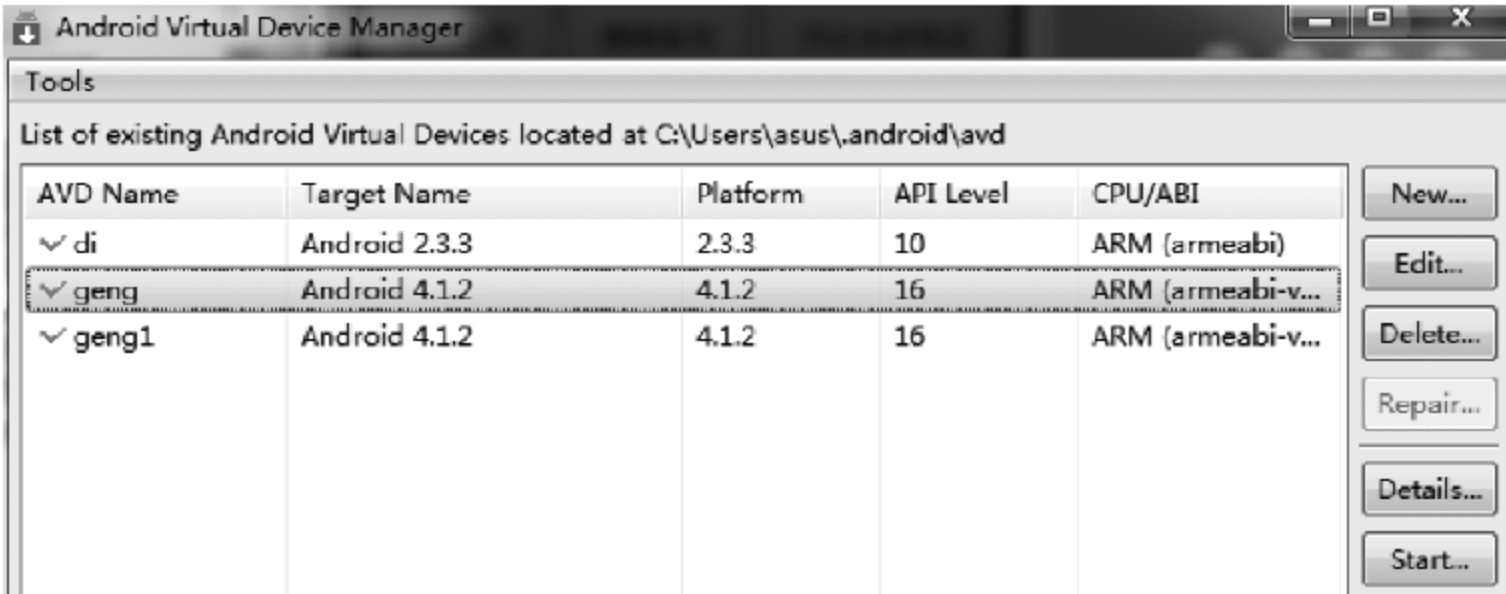 Android Virtual Device Manager
Tools
List of existing Android Virtual Devices located at C:\Users\asus\.android\avd
AVD Name Target Name Platform API Level CPU/ABI
di Android 2.3.3 2.3.3 10 ARM (armeabi)
geng Android 4.1.2 4.1.2 16 ARM (armeabi-v...
geng1 Android 4.1.2 4.1.2 16 ARM (armeabi-v...
New...
Edit...
Delete...
Repair...
Details...
Start...